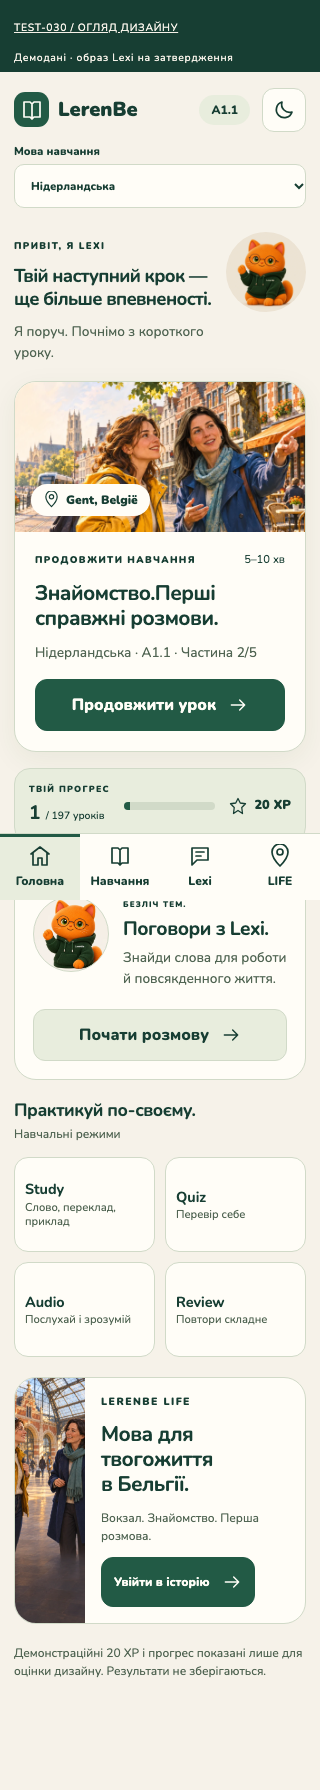 TEST-030 / ОГЛЯД ДИЗАЙНУ
Демодані · образ Lexi на затвердження
LerenBe
A1.1
Мова навчання
Нідерландська
ПРИВІТ, Я LEXI
Твій наступний крок —
ще більше впевненості.
Я поруч. Почнімо з короткого
уроку.
Gent, België
ПРОДОВЖИТИ НАВЧАННЯ
5–10 хв
Знайомство.Перші
справжні розмови.
Нідерландська · A1.1 · Частина 2/5
Продовжити урок →
ТВІЙ ПРОГРЕС
1 / 197 уроків
20 XP
Головна
Навчання
Lexi
LIFE
БЕЗЛІЧ ТЕМ.
Поговори з Lexi.
Знайди слова для роботи
й повсякденного життя.
Почати розмову →
Практикуй по-своєму.
Навчальні режими
Study
Слово, переклад,
приклад
Quiz
Перевір себе
Audio
Послухай і зрозумій
Review
Повтори складне
LERENBE LIFE
Мова для
твогожиття
в Бельгії.
Вокзал. Знайомство. Перша
розмова.
Увійти в історію →
Демонстраційні 20 XP і прогрес показані лише для
оцінки дизайну. Результати не зберігаються.